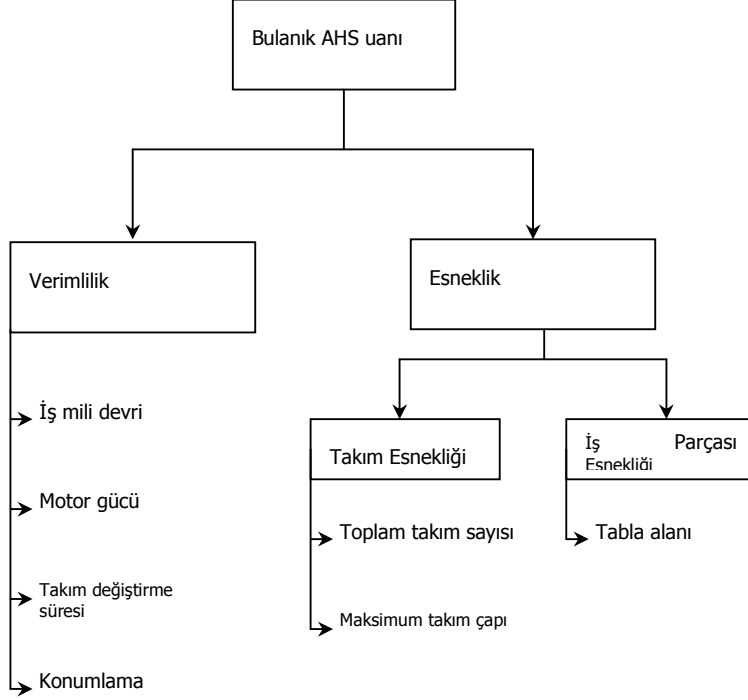 Bulanık AHS uanı
Verimlilik
Esneklik
İş mili devri
Motor gücü
Takım değiştirme
süresi
Konumlama
Takım Esnekliği
Toplam takım sayısı
Maksimum takım çapı
İş Parçası
Esnekliği
Tabla alanı